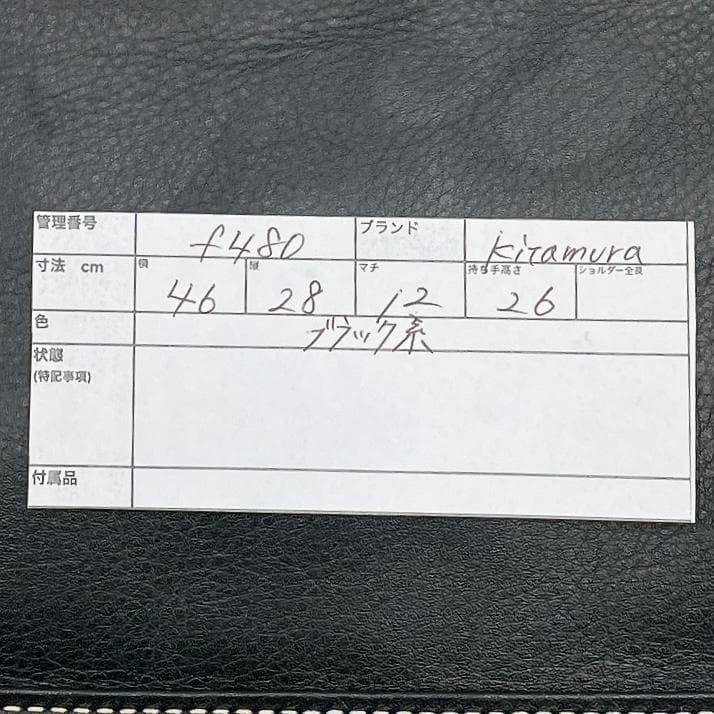 管理番号 f480 ブランド Kitamura
寸法 cm 横 縦 マチ 持ち手高さ ショルダー全長
46 28 12 26
色 ブラック系
状態
(特記事項)
付属品